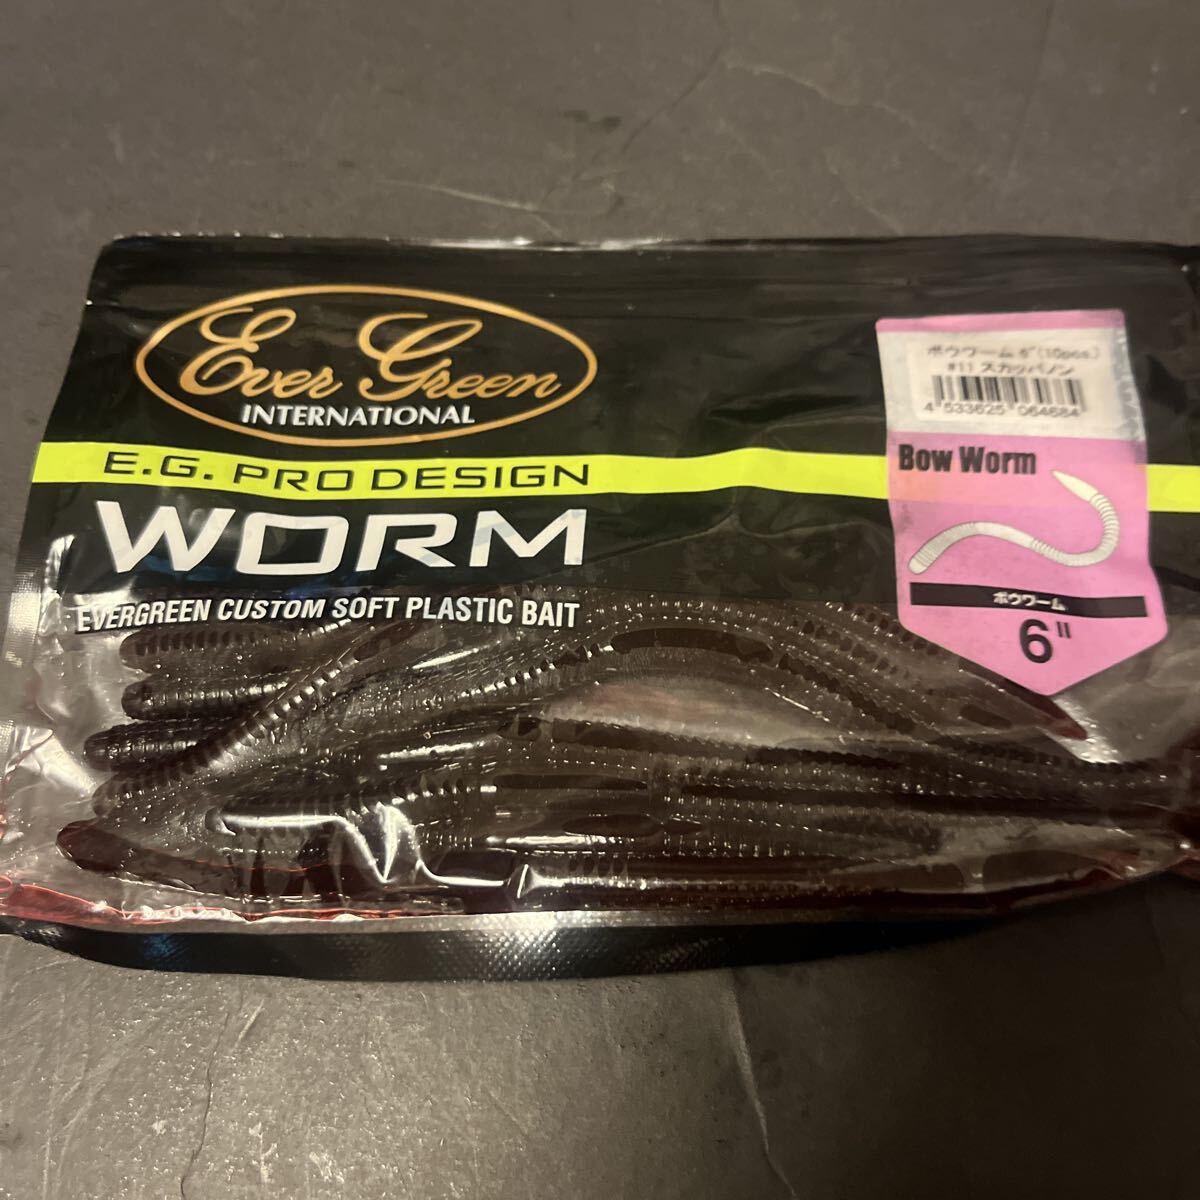 Ever Green
INTERNATIONAL
E.G. PRO DESIGN
WORM
EVERGREEN CUSTOM SOFT PLASTIC BAIT
ボウワーム 6"(10pcs.)
#11 スカッパノン
4 533625 064684
Bow Worm
ボウワーム
6"